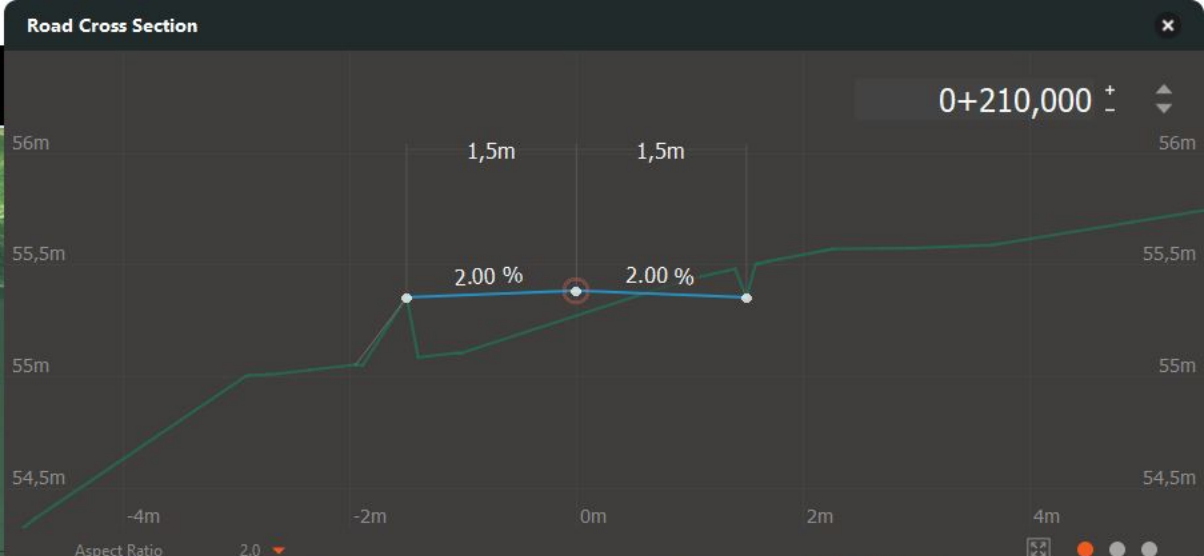 Road Cross Section
0+210,000 + -
56m 56m
1,5m 1,5m
55,5m 55,5m
2.00 % 2.00 %
55m 55m
54,5m 54,5m
-4m -2m 0m 2m 4m
Aspect Ratio 2.0